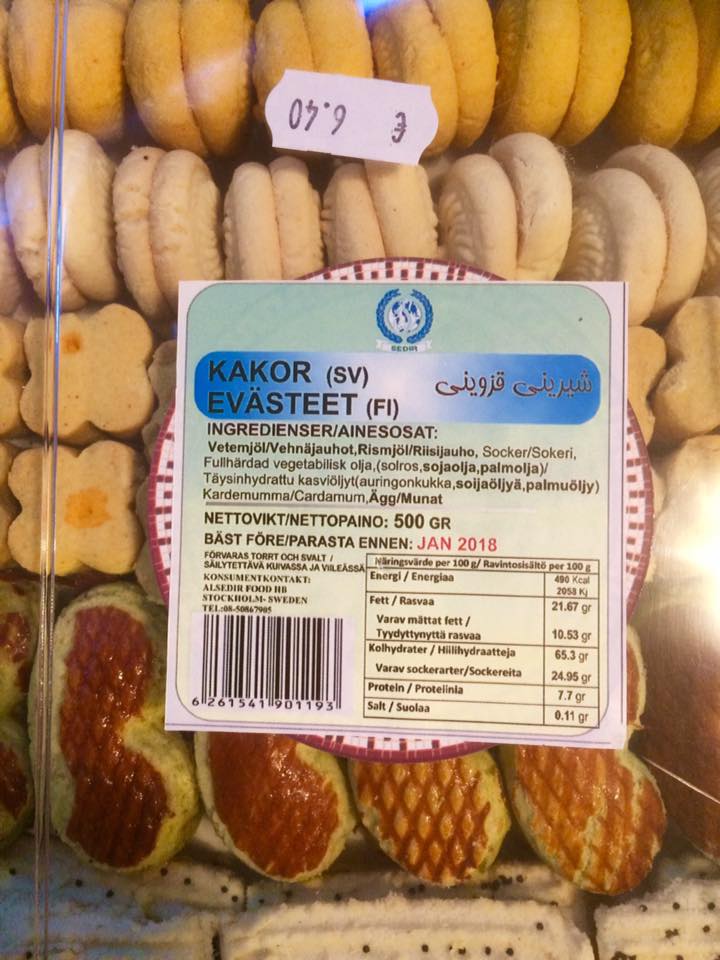 € 6.40
SEDIR
KAKOR (SV)
شیرینی قزوینی
EVÄSTEET (FI)
INGREDIENSER/AINESOSAT:
Vetemjöl/Vehnäjauhot,Rismjöl/Riisijauho, Socker/Sokeri,
Fullhärdad vegetabilisk olja,(solros,sojaolja,palmolja)/
Täysinhydrattu kasviöljyt(auringonkukka,soijaöljyä,palmuöljy)
Kardemumma/Cardamum,Ägg/Munat
NETTOVIKT/NETTOPAINO: 500 GR
BÄST FÖRE/PARASTA ENNEN: JAN 2018
FÖRVARAS TORRT OCH SVALT /
SÄILYTETTÄVÄ KUIVASSA JA VIILEÄSSÄ
KONSUMENTKONTAKT:
ALSEDIR FOOD HB
STOCKHOLM- SWEDEN
TEL:08-50867905
6 261541 901193
Näringsvärde per 100 g/ Ravintosisältö per 100 g
Energi / Energiaa 490 Kcal
2058 Kj
Fett / Rasvaa 21.67 gr
Varav mättat fett /
Tyydyttynyttä rasvaa 10.53 gr
Kolhydrater / Hiilihydraatteja 65.3 gr
Varav sockerarter/Sockereita 24.95 gr
Protein / Proteiinia 7.7 gr
Salt / Suolaa 0.11 gr